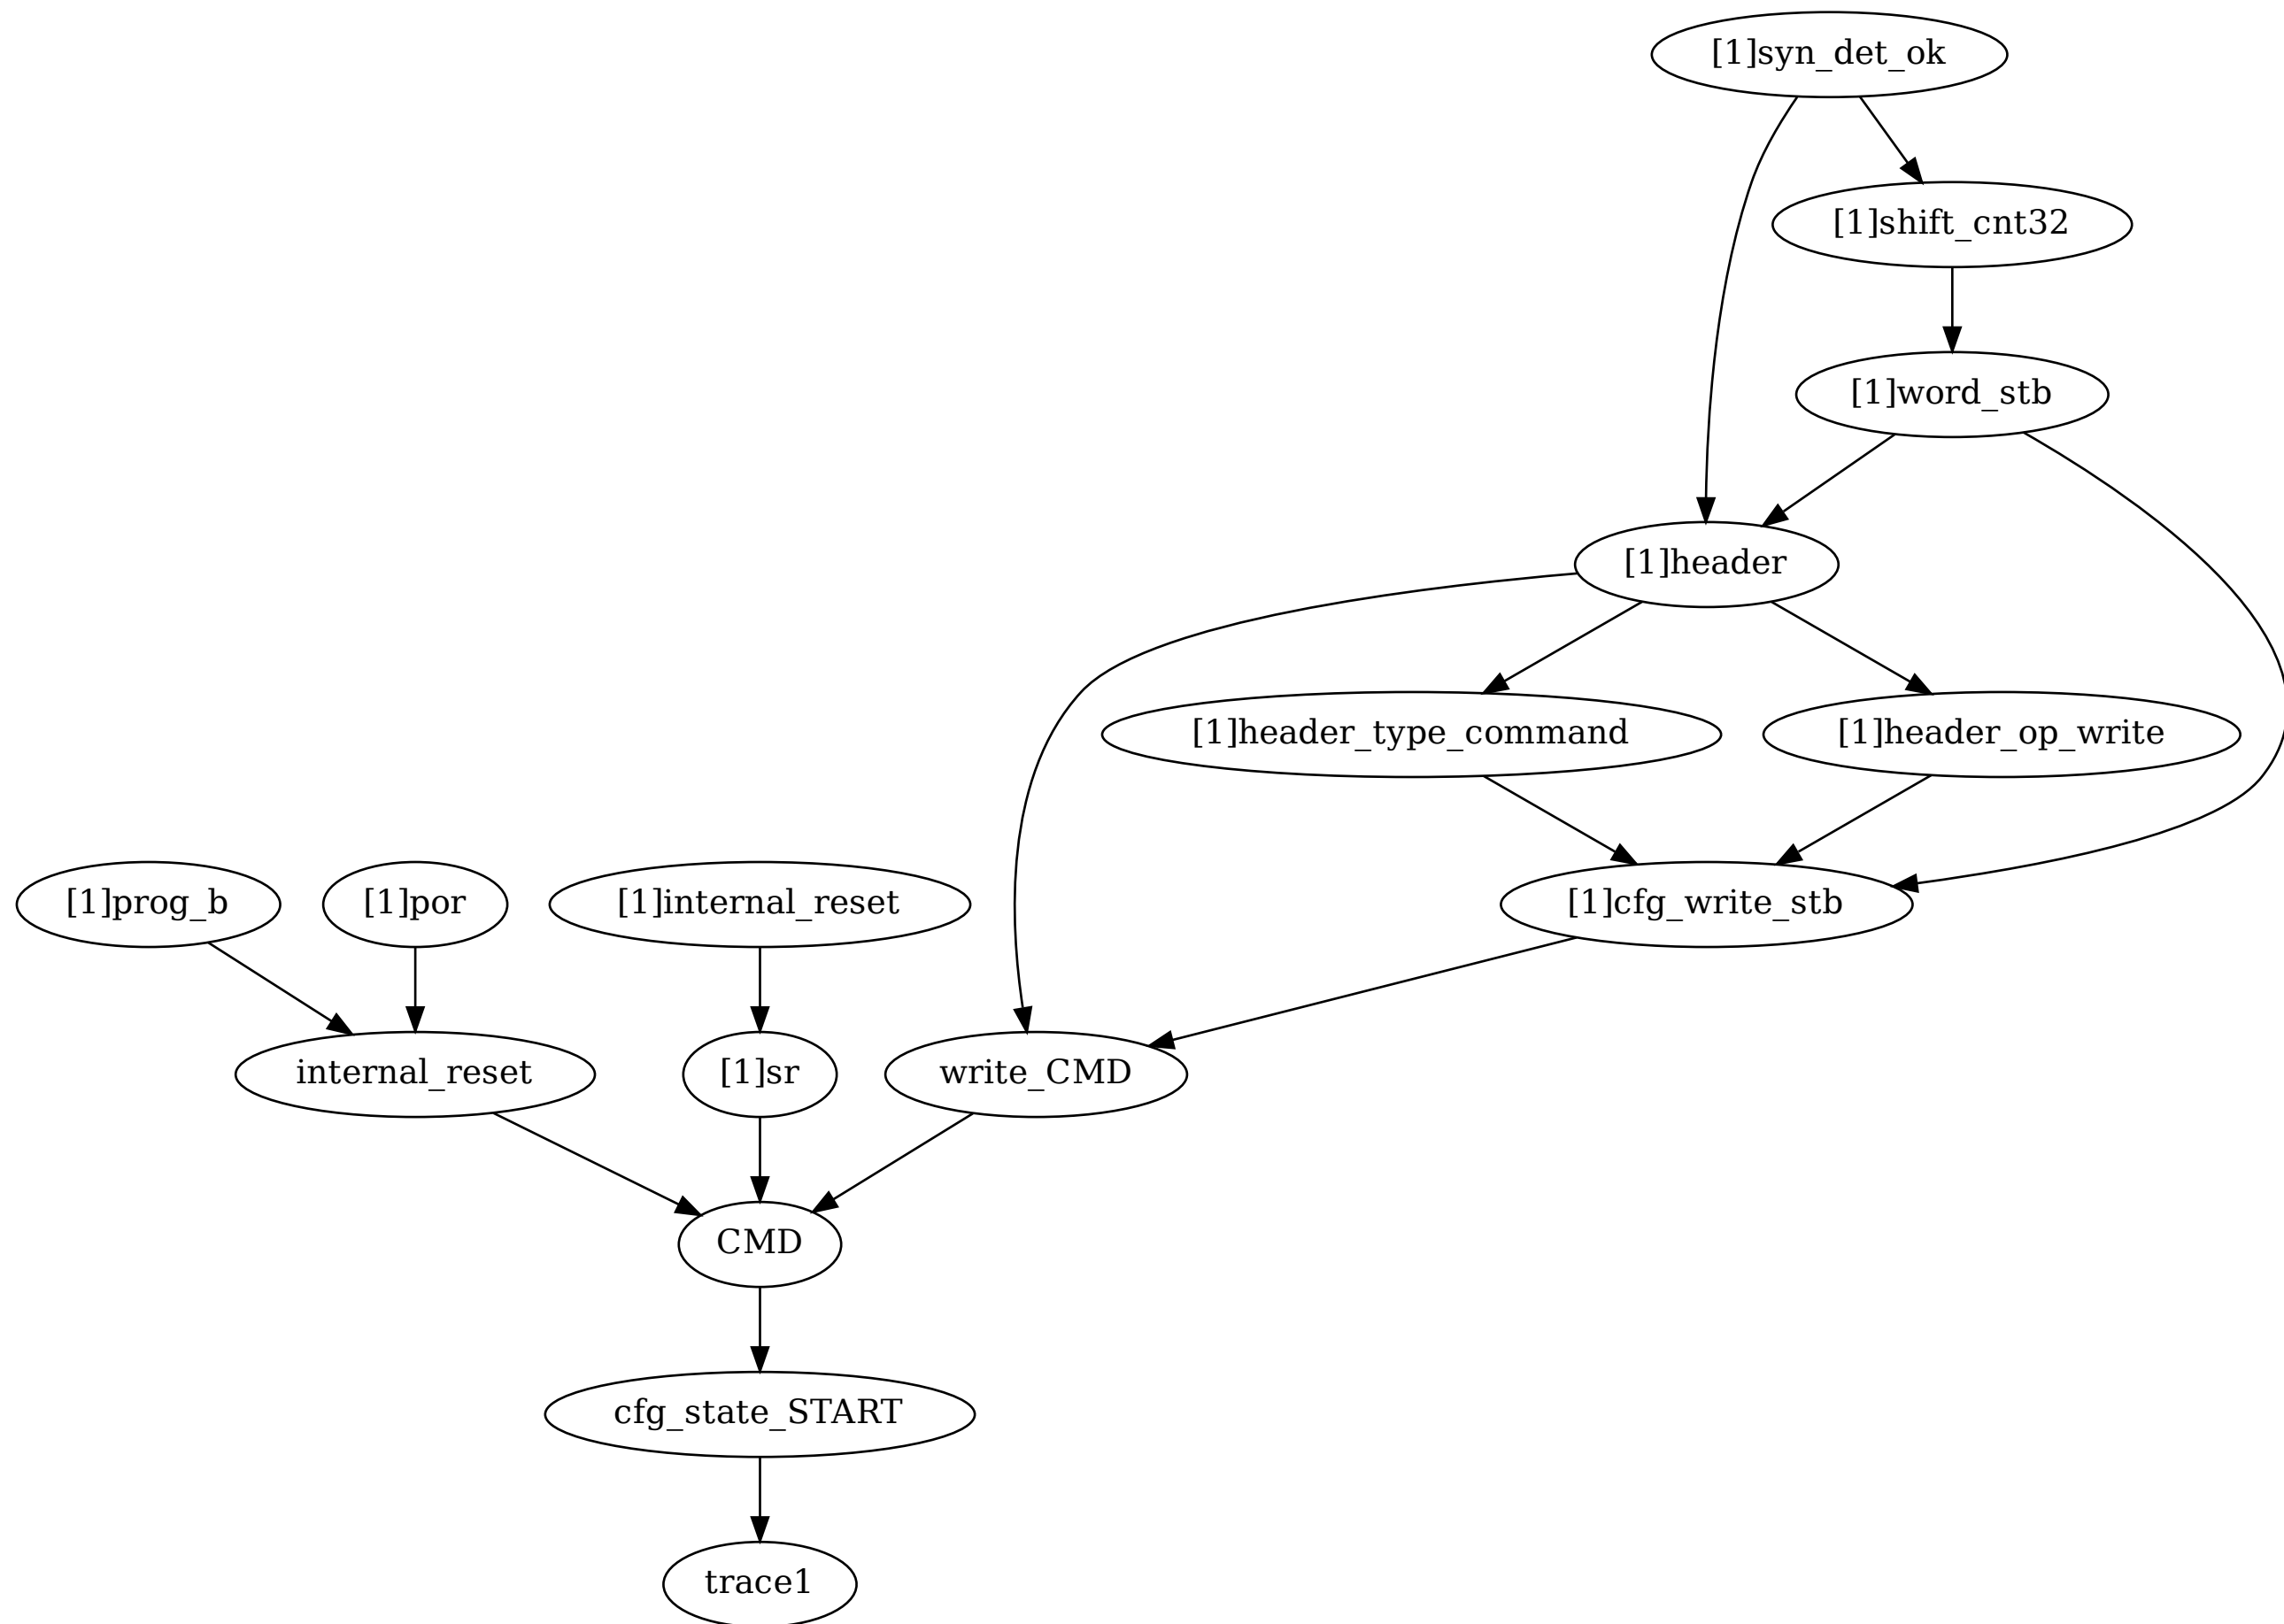 [1]syn_det_ok
[1]shift_cnt32
[1]word_stb
[1]header
[1]header_type_command
[1]header_op_write
[1]prog_b
[1]por
[1]internal_reset
[1]cfg_write_stb
internal_reset
[1]sr
write_CMD
CMD
cfg_state_START
trace1